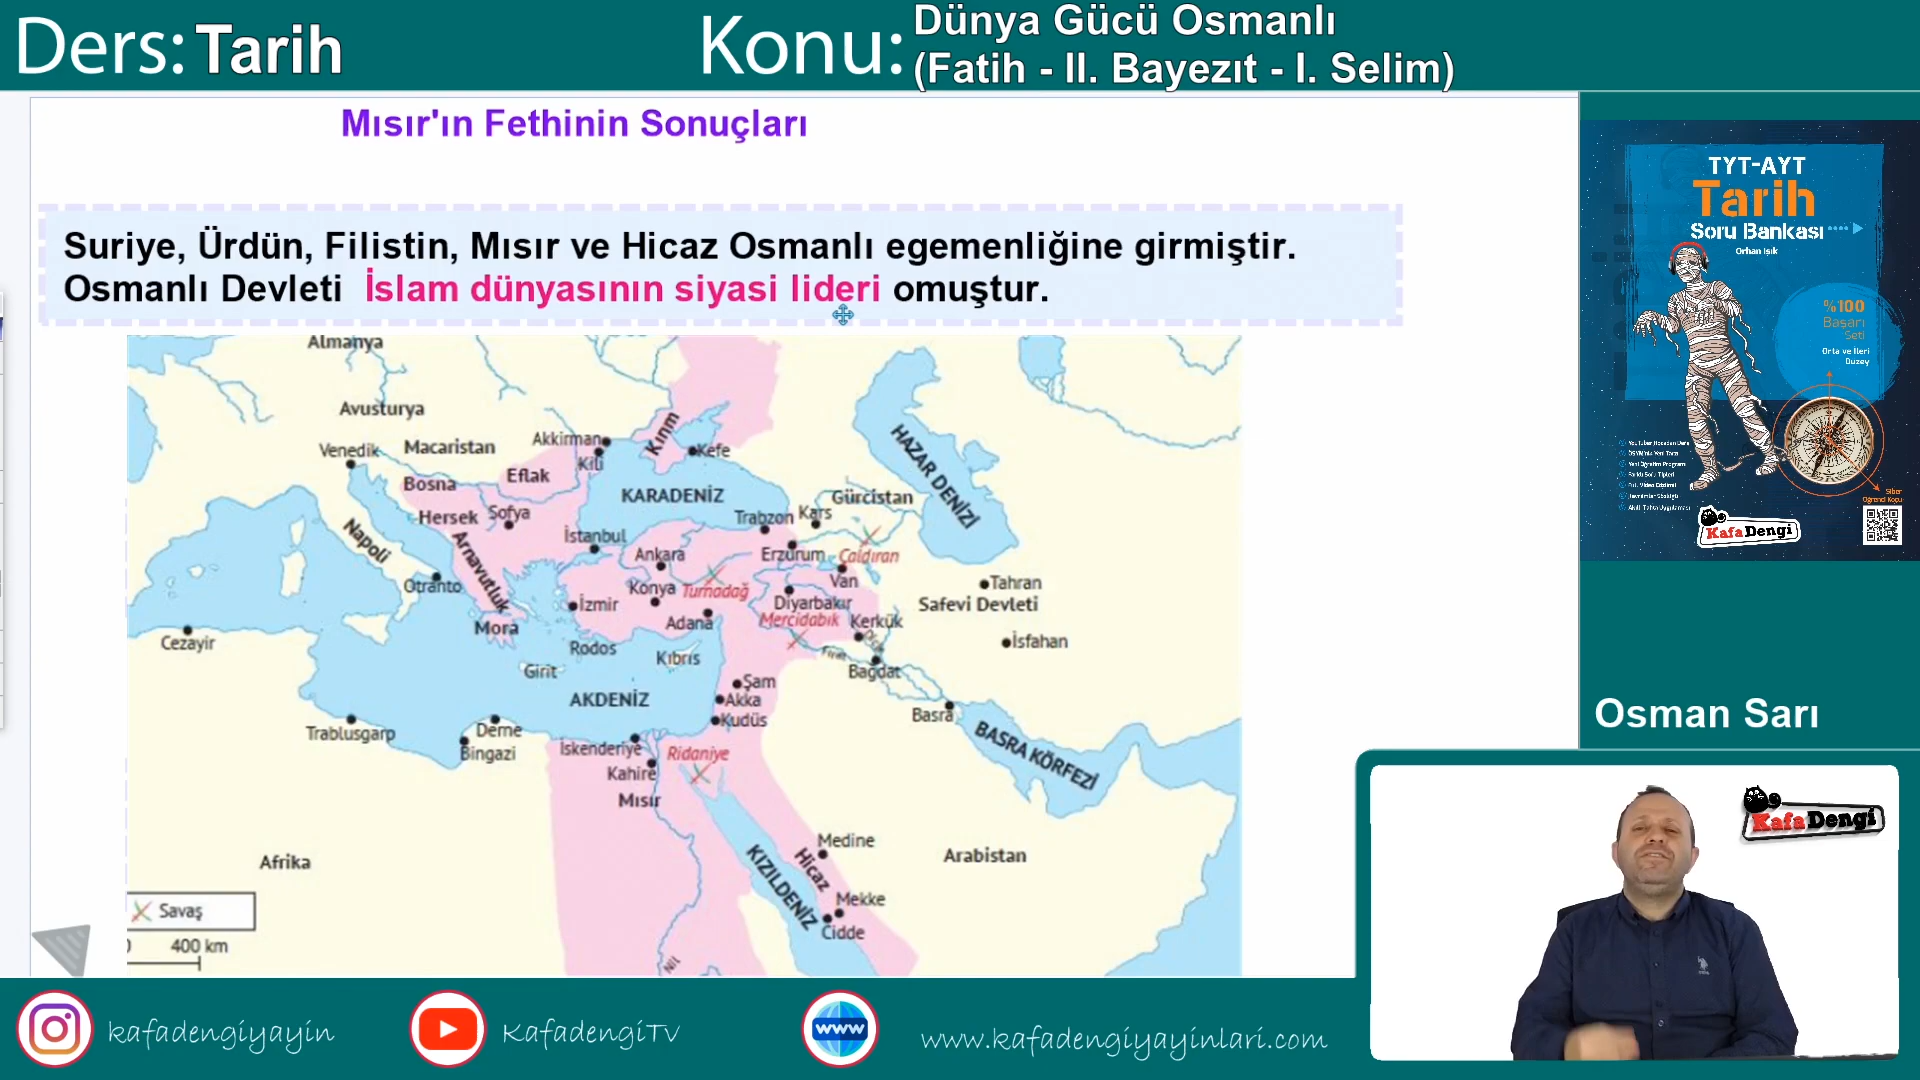 Ders: Tarih
Konu: Dünya Gücü Osmanlı
(Fatih - II. Bayezıt - I. Selim)
Mısır'ın Fethinin Sonuçları
Suriye, Ürdün, Filistin, Mısır ve Hicaz Osmanlı egemenliğine girmiştir.
Osmanlı Devleti İslam dünyasının siyasi lideri omuştur.
Almanya
Avusturya
Venedik
Macaristan
Akkirman
Kili
Kırım
Kefe
Bosna
Eflak
KARADENİZ
HAZAR DENİZİ
Gürcistan
Hersek
Sofya
Trabzon
Kars
Napoli
Arnavutluk
İstanbul
Ankara
Erzurum
Çaldıran
Otranto
Konya
Turnadağ
Van
Tahran
İzmir
Diyarbakır
Safevi Devleti
Mora
Adana
Mercidabık
Kerkük
Cezayir
Rodos
Kıbrıs
Fırat
İsfahan
Girit
Bağdat
Şam
AKDENİZ
Akka
Kudüs
Basra
Trablusgarp
Derne
Bingazi
İskenderiye
Ridaniye
BASRA KÖRFEZİ
Kahire
Mısır
Medine
Arabistan
Afrika
Hicaz
KIZILDENİZ
Mekke
Cidde
Savaş
400 km
Nil
TYT-AYT
Tarih
Soru Bankası
Orhan Işık
%100
Başarı
Seti
Orta ve İleri
Düzey
KafaDengi
Osman Sarı
KafaDengi
kafadengiyayin
KafadengiTv
www
www.kafadengiyayinlari.com